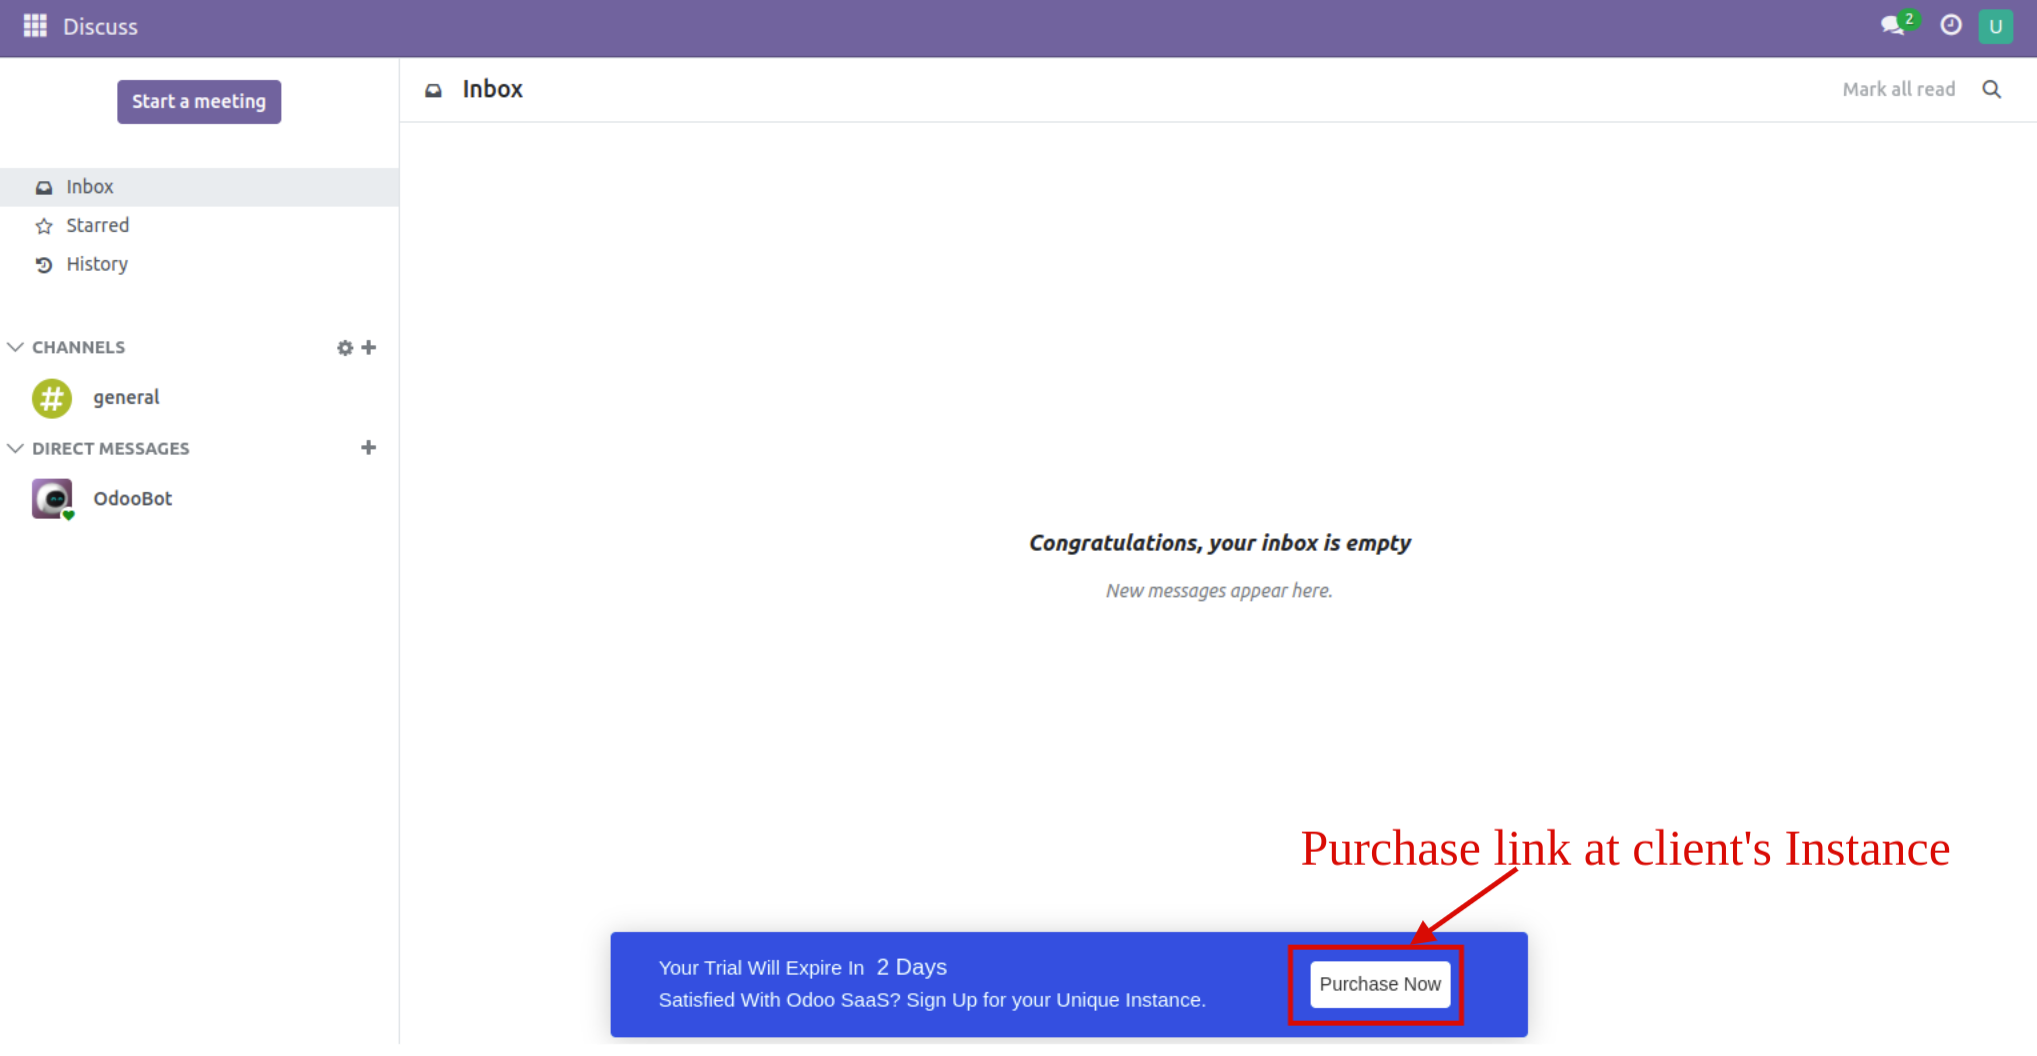 Discuss
2
U
Start a meeting
Inbox
Mark all read
Inbox
Starred
History
CHANNELS
# general
DIRECT MESSAGES
OdooBot
Congratulations, your inbox is empty
New messages appear here.
Purchase link at client's Instance
Your Trial Will Expire In 2 Days
Satisfied With Odoo SaaS? Sign Up for your Unique Instance.
Purchase Now